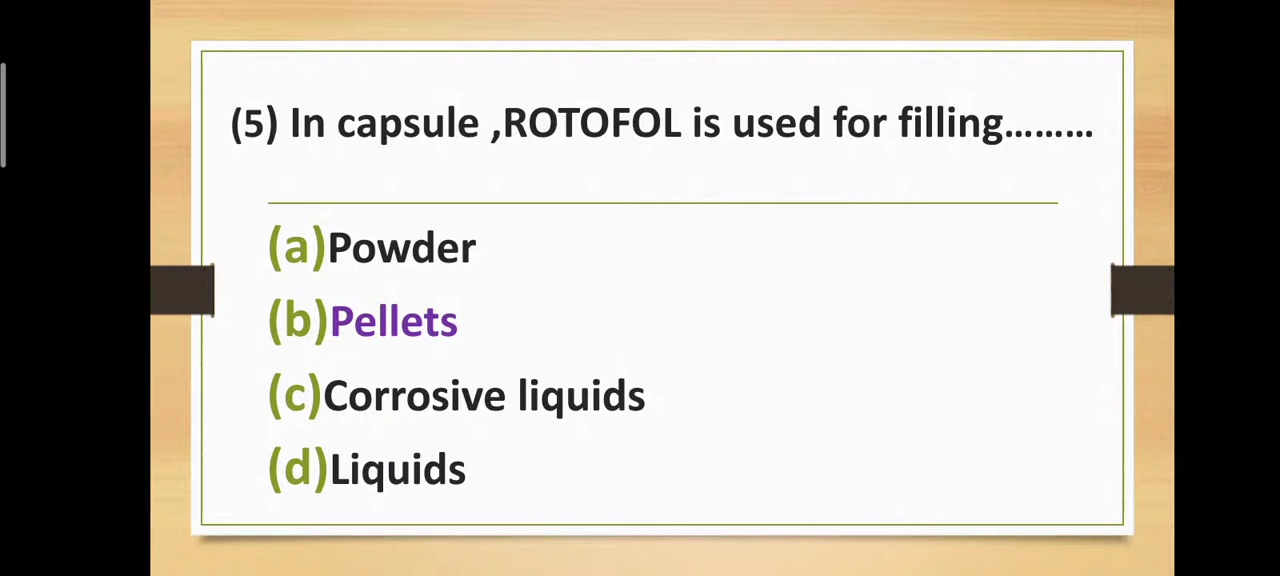 (5) In capsule ,ROTOFOL is used for filling.........
(a)Powder
(b)Pellets
(c)Corrosive liquids
(d)Liquids